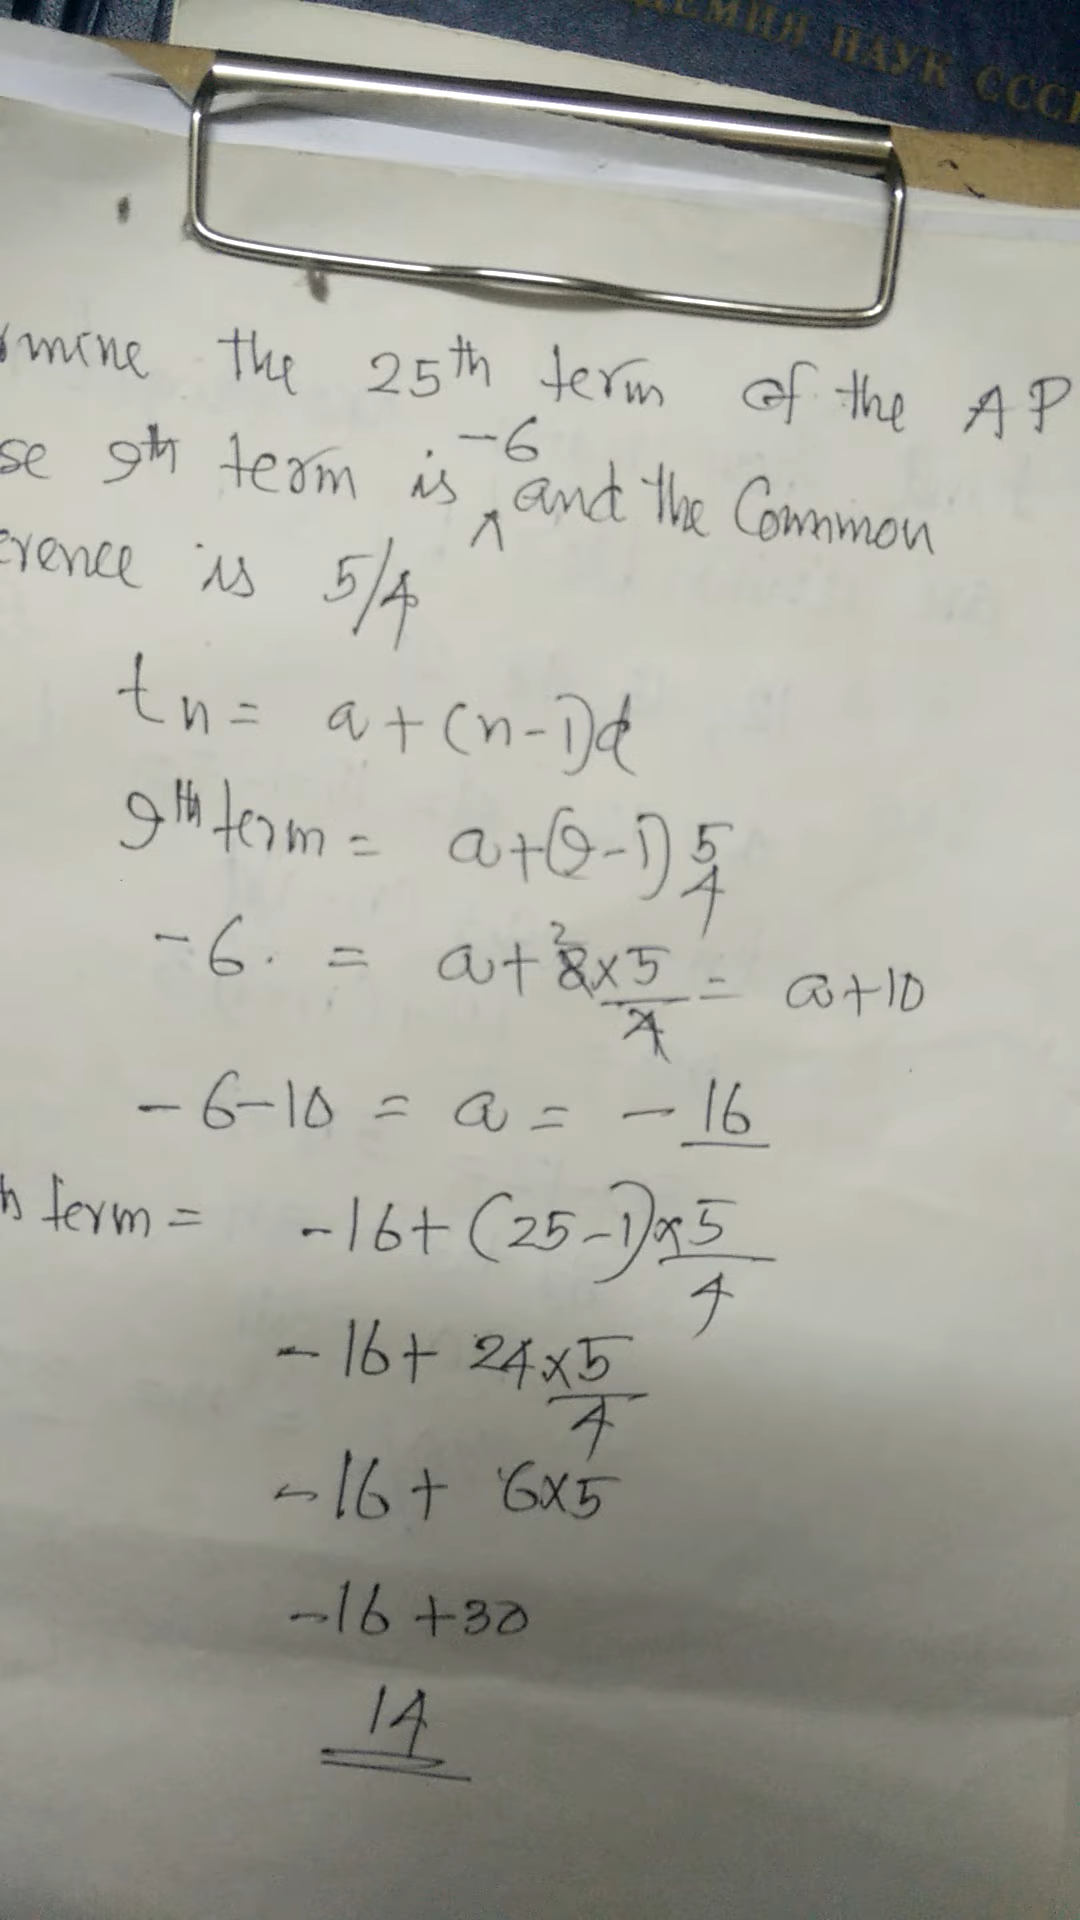 АДЕМИЯ НАУК СССР
mine the 25th term of the AP
se 9th term is -6 and the Common
erence is 5/4
tn = a+(n-1)d
9th term = a+(9-1) 5/4
-6. = a+ 8x5/4 = a+10
2
-6-10 = a = -16
term = -16+(25-1)x5/4
-16+ 24x5/4
-16+ 6x5
-16+30
14